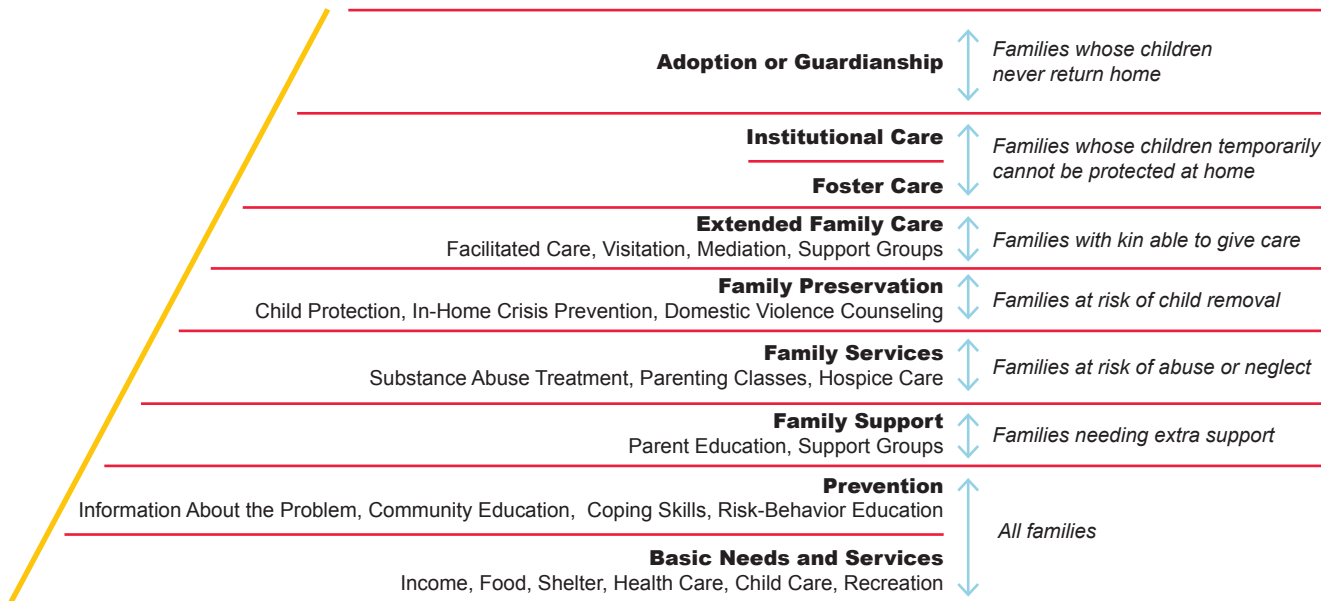 Adoption or Guardianship
Families whose children
never return home
Institutional Care
Foster Care
Families whose children temporarily
cannot be protected at home
Extended Family Care
Facilitated Care, Visitation, Mediation, Support Groups
Families with kin able to give care
Family Preservation
Child Protection, In-Home Crisis Prevention, Domestic Violence Counseling
Families at risk of child removal
Family Services
Substance Abuse Treatment, Parenting Classes, Hospice Care
Families at risk of abuse or neglect
Family Support
Parent Education, Support Groups
Families needing extra support
Prevention
Information About the Problem, Community Education, Coping Skills, Risk-Behavior Education
Basic Needs and Services
Income, Food, Shelter, Health Care, Child Care, Recreation
All families